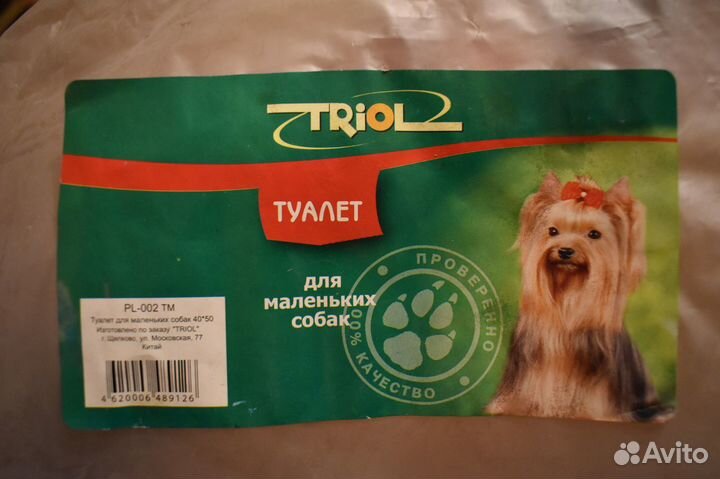 TRiOL
ТУАЛЕТ
для
маленьких
собак
ПРОВЕРЕННО
100%
КАЧЕСТВО
PL-002 TM
Туалет для маленьких собак 40*50
Изготовлено по заказу "TRIOL"
г. Щелково, ул. Московская, 77
Китай
4 620006 489126
Avito